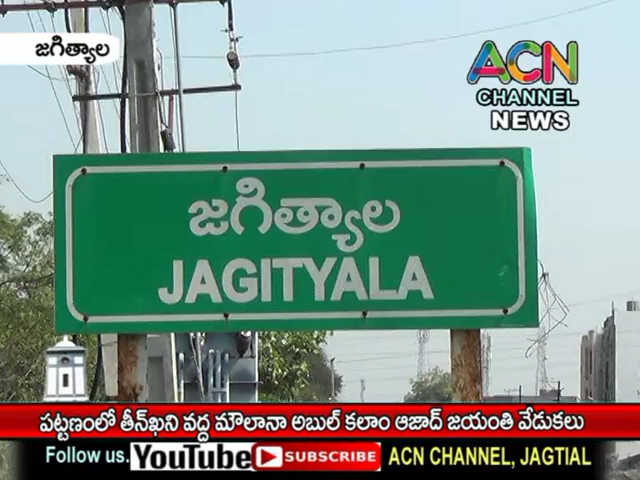 జగిత్యాల
ACN
CHANNEL
NEWS
జగిత్యాల
JAGITYALA
పట్టణంలో తీన్‌ఖని వద్ద మౌలానా అబుల్ కలాం ఆజాద్ జయంతి వేడుకలు
Follow us. YouTube SUBSCRIBE ACN CHANNEL, JAGTIAL